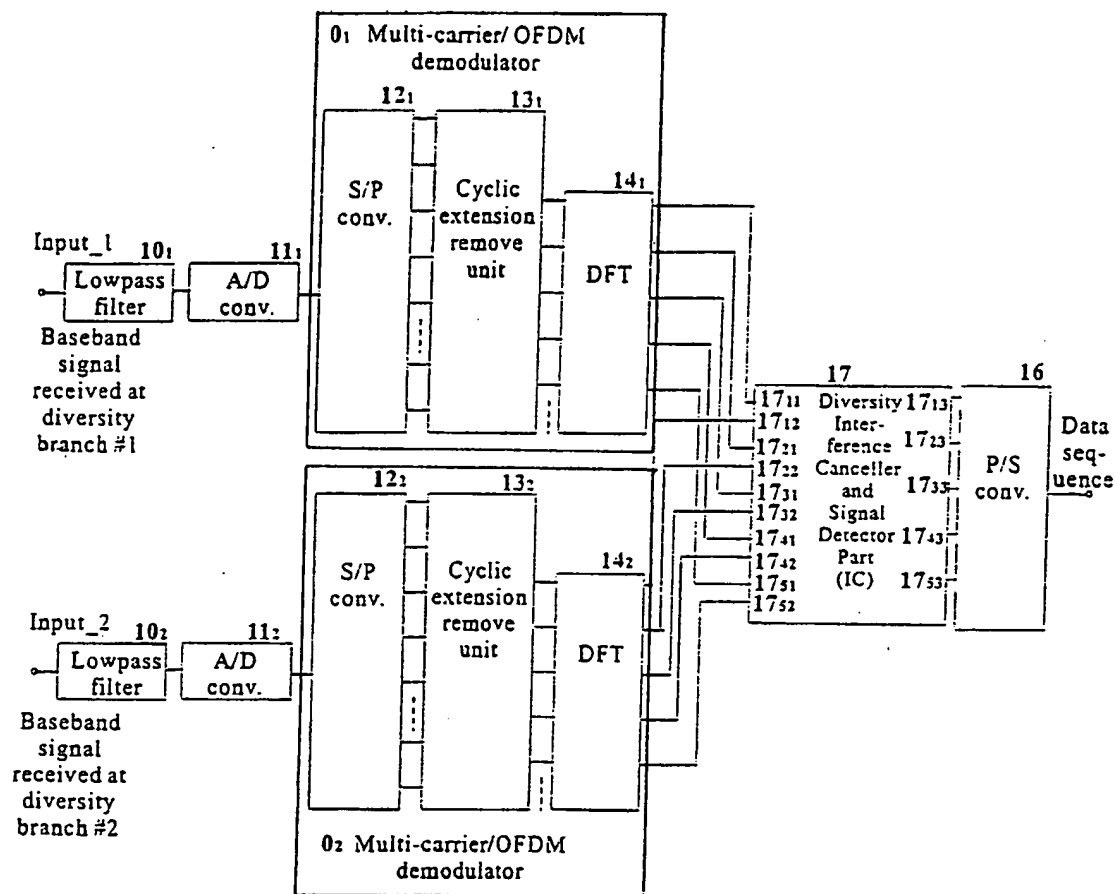 0₁ Multi-carrier/ OFDM
demodulator
12₁
13₁
S/P
conv.
Cyclic
extension
remove
unit
14₁
DFT
Input_1
10₁
Lowpass
filter
11₁
A/D
conv.
Baseband
signal
received at
diversity
branch #1
17
16
17₁₁
17₁₂
17₂₁
17₂₂
17₃₁
17₃₂
17₄₁
17₄₂
17₅₁
17₅₂
Diversity
Inter-
ference
Canceller
and
Signal
Detector
Part
(IC)
17₁₃
17₂₃
17₃₃
17₄₃
17₅₃
P/S
conv.
Data
seq-
uence
12₂
13₂
S/P
conv.
Cyclic
extension
remove
unit
14₂
DFT
Input_2
10₂
Lowpass
filter
11₂
A/D
conv.
Baseband
signal
received at
diversity
branch #2
0₂ Multi-carrier/OFDM
demodulator